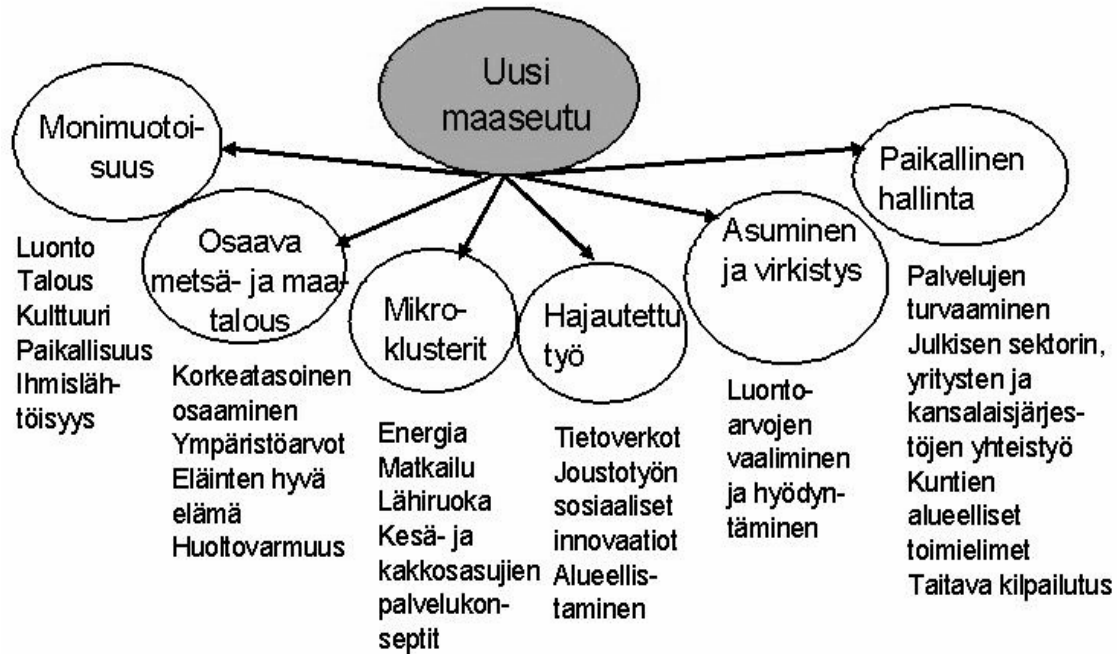 Uusi
maaseutu
Monimuotoi-
suus
Luonto
Talous
Kulttuuri
Paikallisuus
Ihmisläh-
töisyys
Osaava
metsä- ja maa-
talous
Korkeatasoinen
osaaminen
Ympäristöarvot
Eläinten hyvä
elämä
Huoltovarmuus
Mikro-
klusterit
Energia
Matkailu
Lähiruoka
Kesä- ja
kakkosasujien
palvelukon-
septit
Hajautettu
työ
Tietoverkot
Joustotyön
sosiaaliset
innovaatiot
Alueellis-
taminen
Asuminen
ja virkistys
Luonto-
arvojen
vaaliminen
ja hyödyn-
täminen
Paikallinen
hallinta
Palvelujen
turvaaminen
Julkisen sektorin,
yritysten ja
kansalaisjärjes-
töjen yhteistyö
Kuntien
alueelliset
toimielimet
Taitava kilpailutus